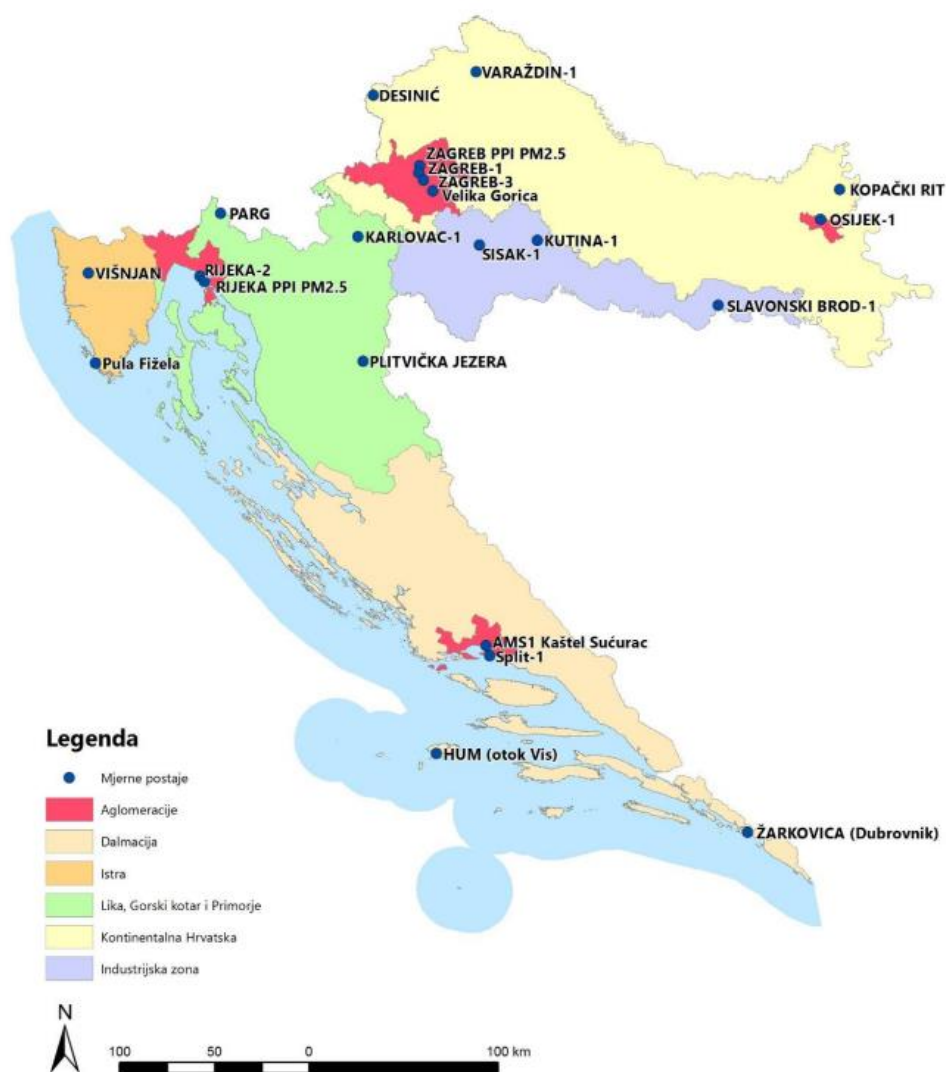 VARAŽDIN-1
DESINIĆ
ZAGREB PPI PM2.5
ZAGREB-1
ZAGREB-3
Velika Gorica
KOPAČKI RIT
OSIJEK-1
PARG
KARLOVAC-1
KUTINA-1
SISAK-1
VIŠNJAN
RIJEKA-2
RIJEKA PPI PM2.5
SLAVONSKI BROD-1
Pula Fižela
PLITVIČKA JEZERA
AMS1 Kaštel Sućurac
Split-1
HUM (otok Vis)
ŽARKOVICA (Dubrovnik)
Legenda
Mjerne postaje
Aglomeracije
Dalmacija
Istra
Lika, Gorski kotar i Primorje
Kontinentalna Hrvatska
Industrijska zona
N
100 50 0 100 km